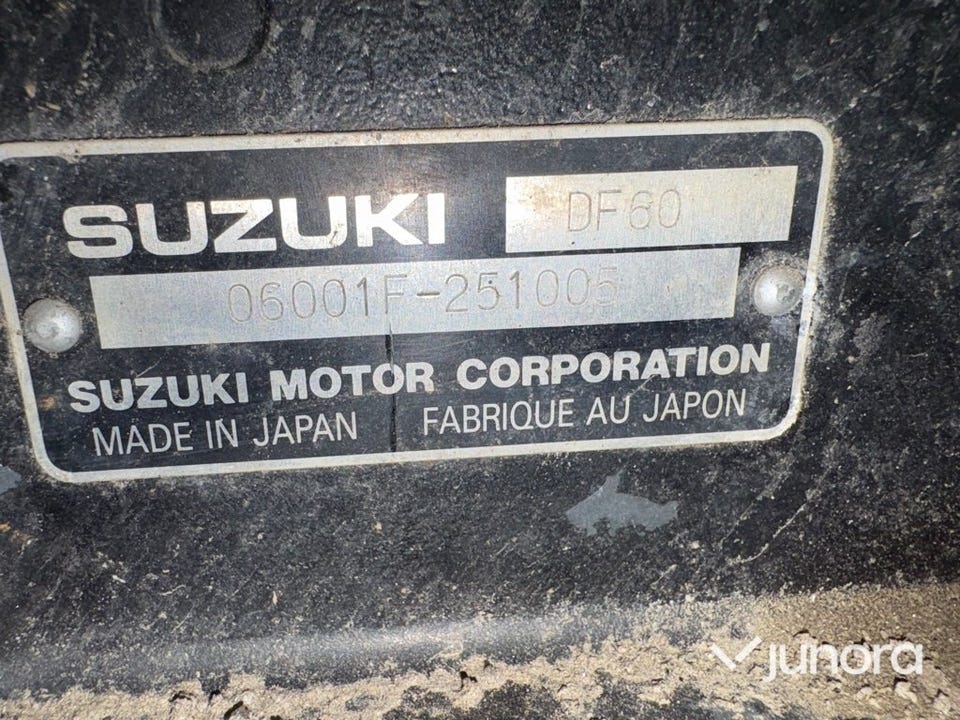 SUZUKI DF60
06001F-251005
SUZUKI MOTOR CORPORATION
MADE IN JAPAN FABRIQUE AU JAPON
junora